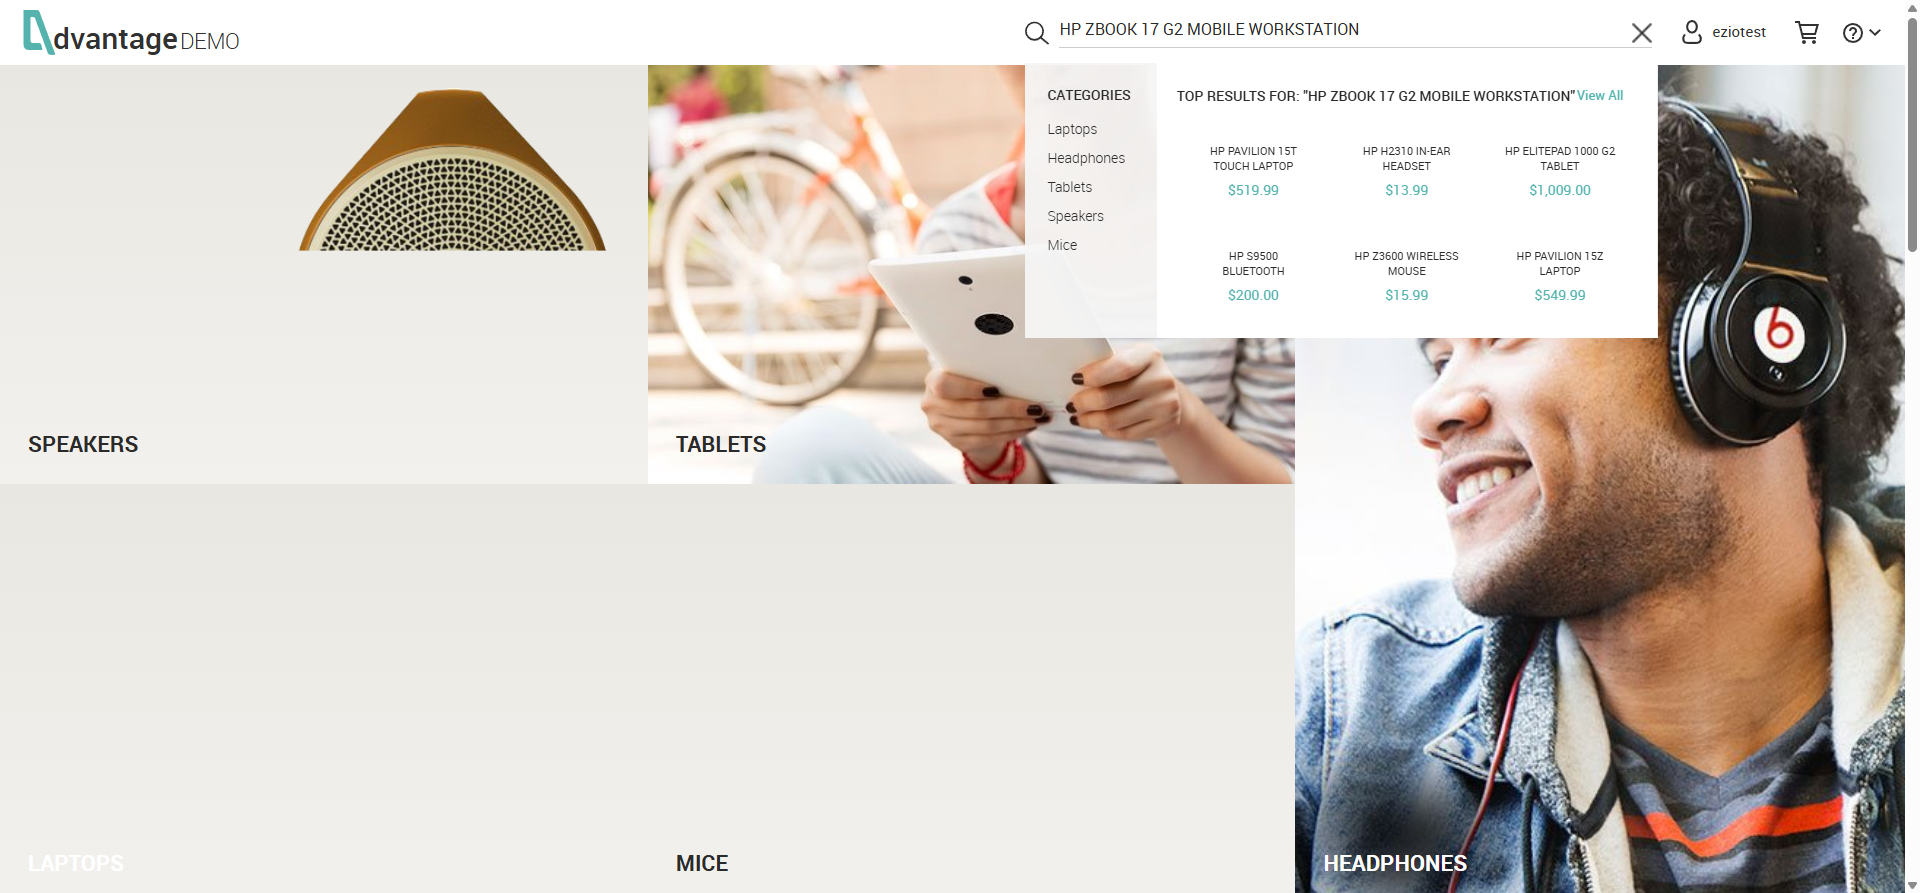 dvantage DEMO
HP ZBOOK 17 G2 MOBILE WORKSTATION
eziotest
CATEGORIES
Laptops
Headphones
Tablets
Speakers
Mice
TOP RESULTS FOR: "HP ZBOOK 17 G2 MOBILE WORKSTATION" View All
HP PAVILION 15T
TOUCH LAPTOP
$519.99
HP H2310 IN-EAR
HEADSET
$13.99
HP ELITEPAD 1000 G2
TABLET
$1,009.00
HP S9500
BLUETOOTH
$200.00
HP Z3600 WIRELESS
MOUSE
$15.99
HP PAVILION 15Z
LAPTOP
$549.99
SPEAKERS
TABLETS
LAPTOPS
MICE
HEADPHONES